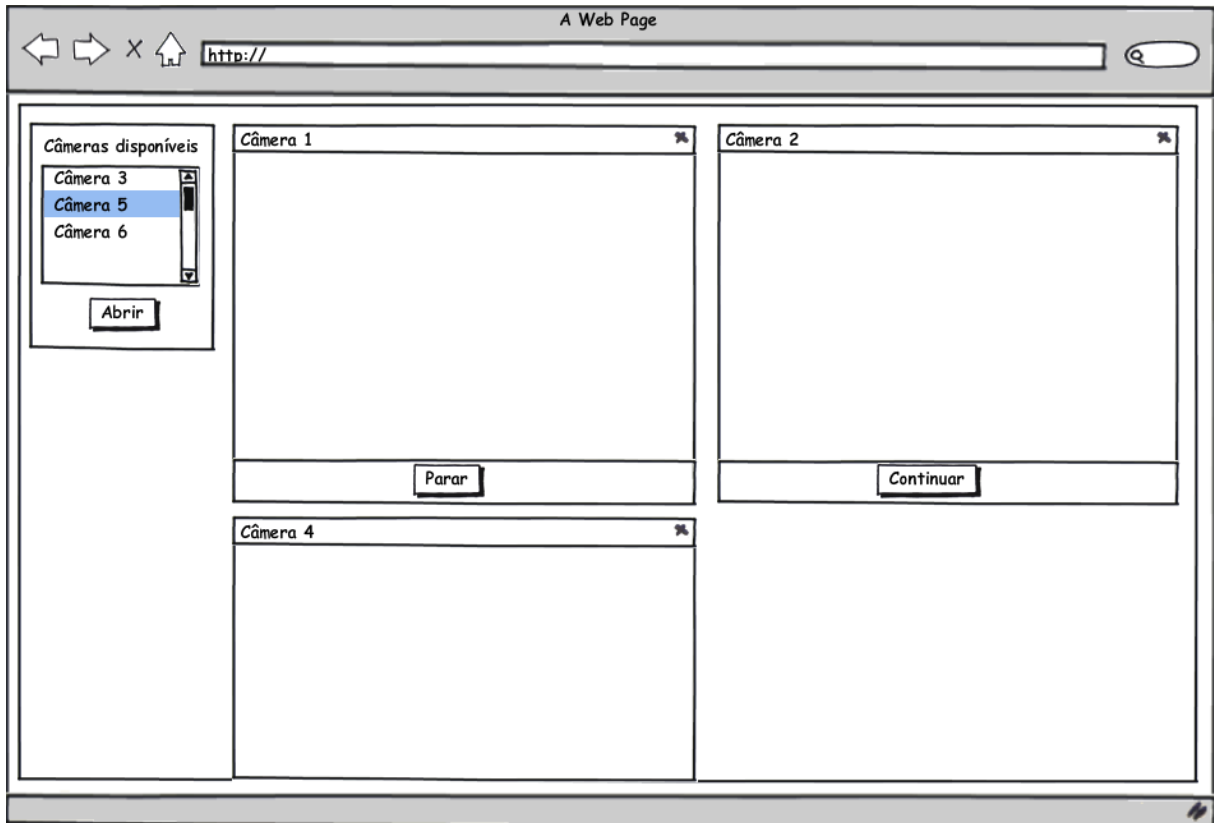 A Web Page
http://
Câmeras disponíveis
Câmera 3
Câmera 5
Câmera 6
Abrir
Câmera 1
Parar
Câmera 2
Continuar
Câmera 4